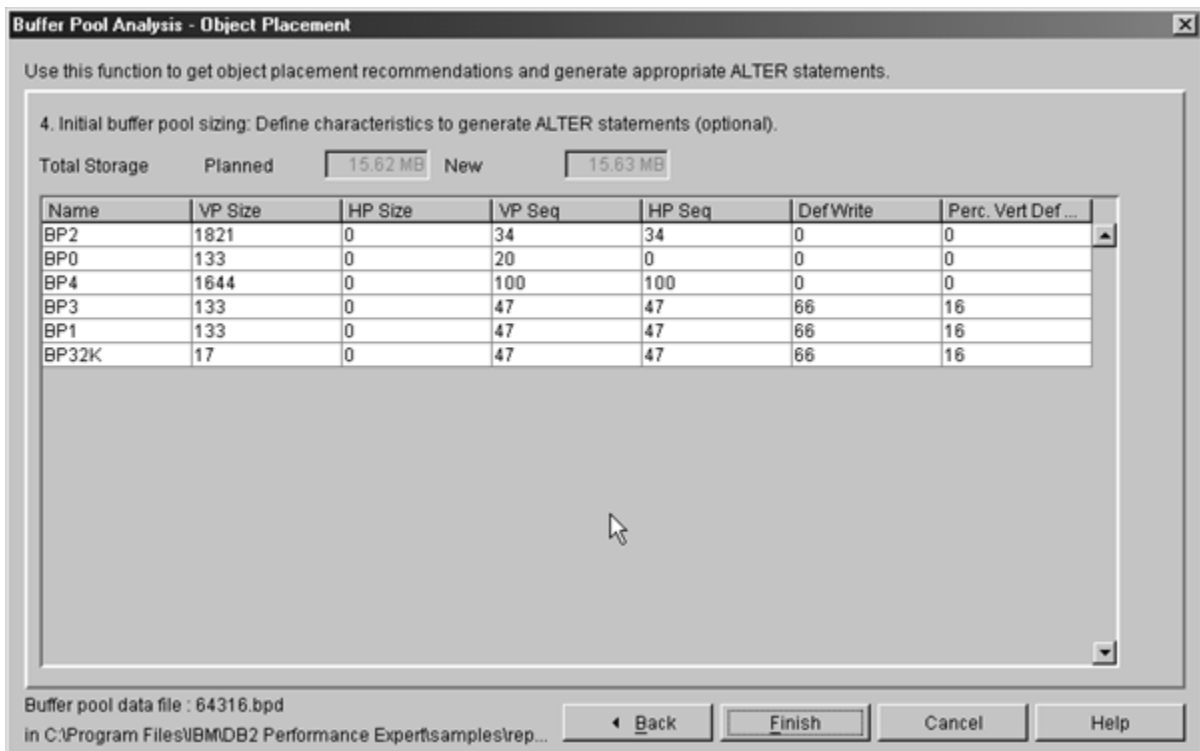 Buffer Pool Analysis - Object Placement
Use this function to get object placement recommendations and generate appropriate ALTER statements.
4. Initial buffer pool sizing: Define characteristics to generate ALTER statements (optional).
Total Storage Planned 15.62 MB New 15.63 MB
Name VP Size HP Size VP Seq HP Seq Def Write Perc. Vert Def ...
BP2 1821 0 34 34 0 0
BP0 133 0 20 0 0 0
BP4 1644 0 100 100 0 0
BP3 133 0 47 47 66 16
BP1 133 0 47 47 66 16
BP32K 17 0 47 47 66 16
Buffer pool data file : 64316.bpd
in C:\Program Files\IBM\DB2 Performance Expert\samples\rep...
Back Finish Cancel Help